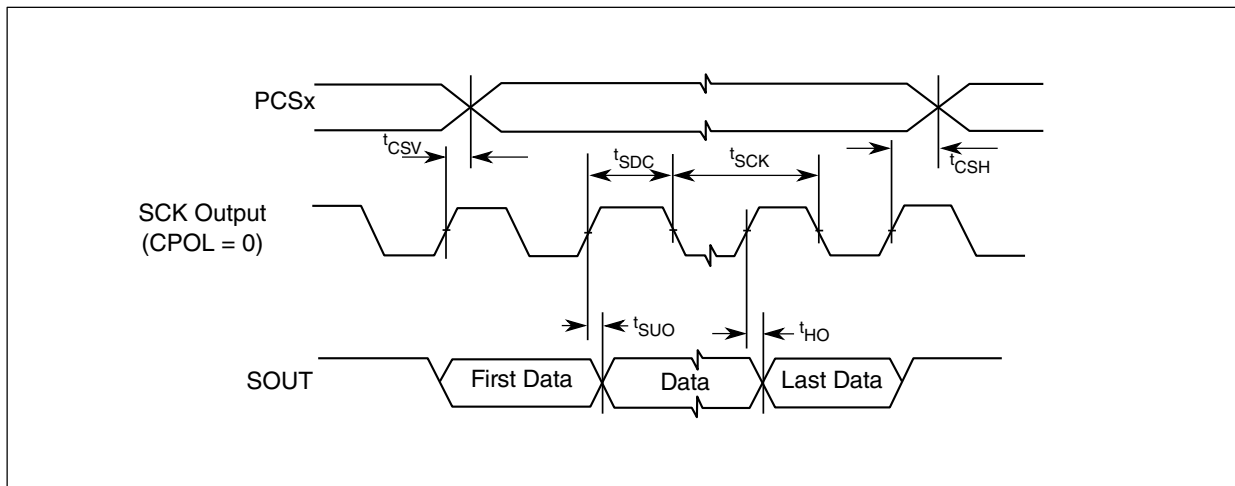 PCSx
tCSV
tSDC
tSCK
tCSH
SCK Output
(CPOL = 0)
tSUO
tHO
SOUT
First Data
Data
Last Data